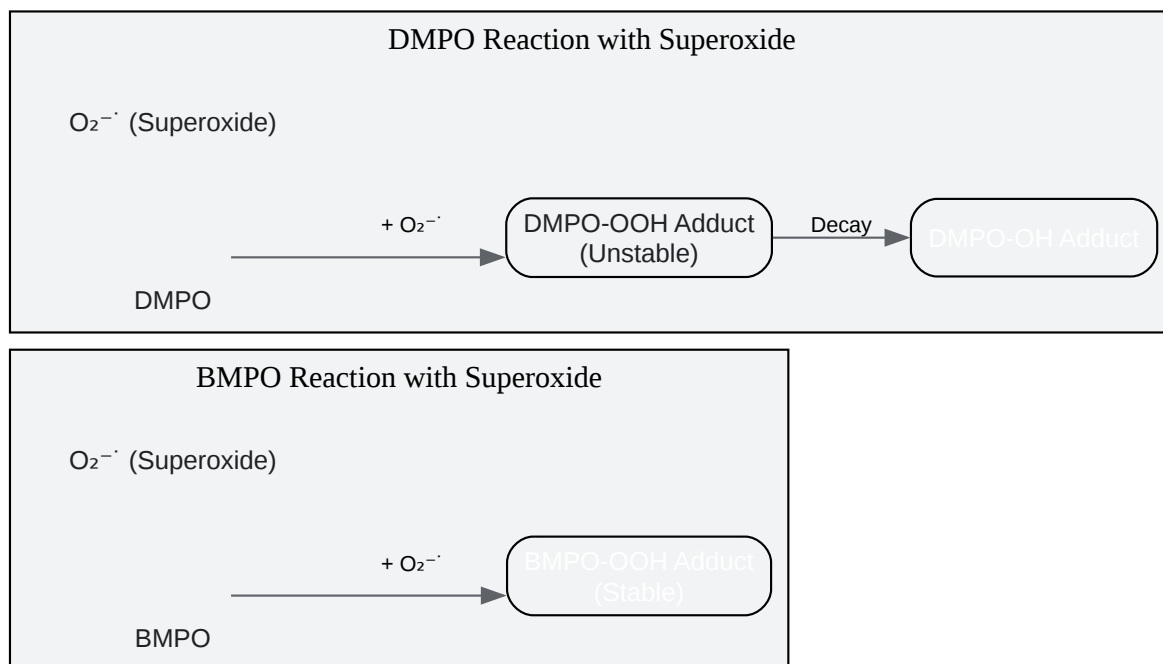 DMPO Reaction with Superoxide
O₂⁻˙ (Superoxide)
+ O₂⁻˙
DMPO-OOH Adduct
(Unstable)
Decay
DMPO-OH Adduct
DMPO
BMPO Reaction with Superoxide
O₂⁻˙ (Superoxide)
+ O₂⁻˙
BMPO-OOH Adduct
(Stable)
BMPO